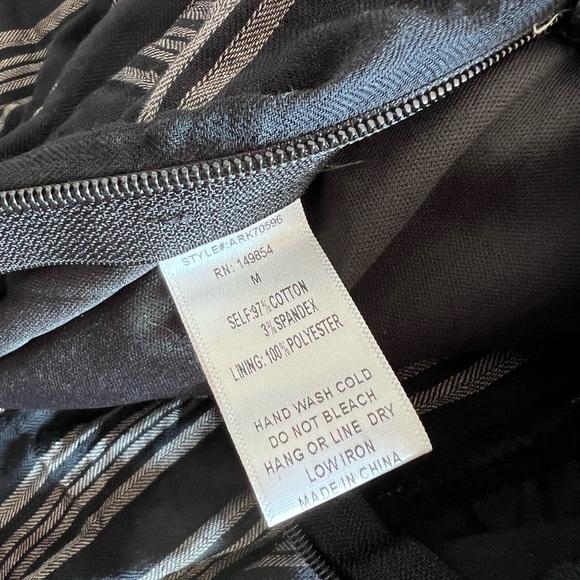 STYLE#:ARK70596
RN: 149854
M
SELF:97%COTTON
3%SPANDEX
LINING: 100%POLYESTER
HAND WASH COLD
DO NOT BLEACH
HANG OR LINE DRY
LOW IRON
MADE IN CHINA